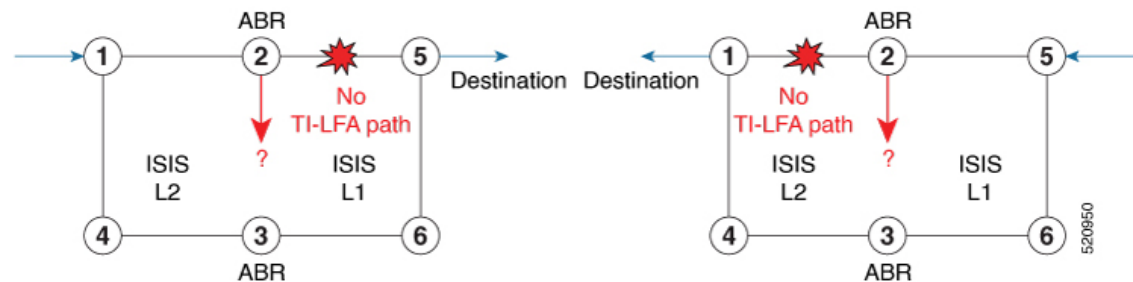 ABR
1
2
5
Destination
No
TI-LFA path
?
ISIS
L2
ISIS
L1
4
3
6
ABR
ABR
1
2
5
Destination
No
TI-LFA path
?
ISIS
L2
ISIS
L1
4
3
6
ABR
520950